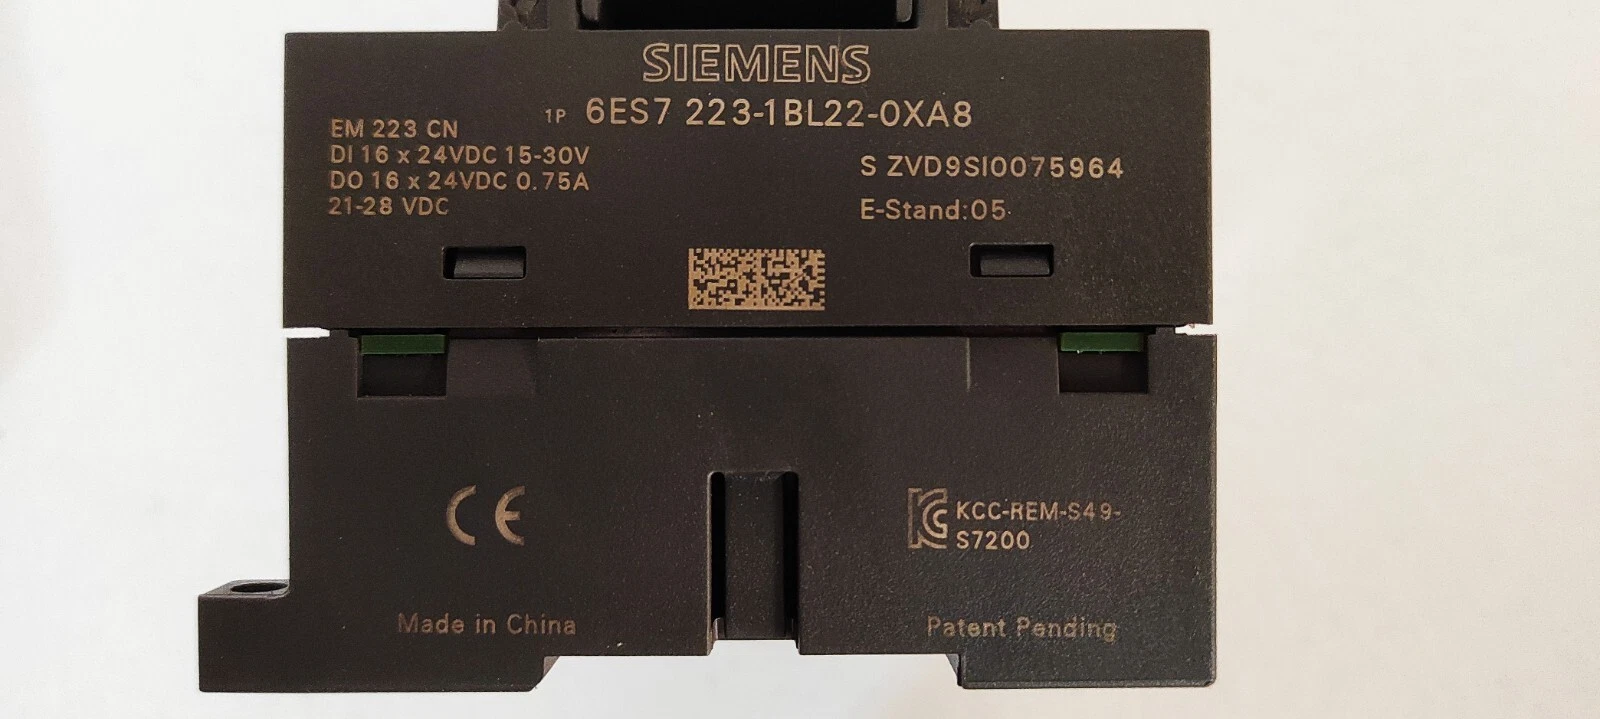 SIEMENS
1P 6ES7 223-1BL22-0XA8
EM 223 CN
DI 16 x 24VDC 15-30V
DO 16 x 24VDC 0.75A
21-28 VDC
S ZVD9SI0075964
E-Stand:05
CE
KCC-REM-S49-
S7200
Made in China
Patent Pending